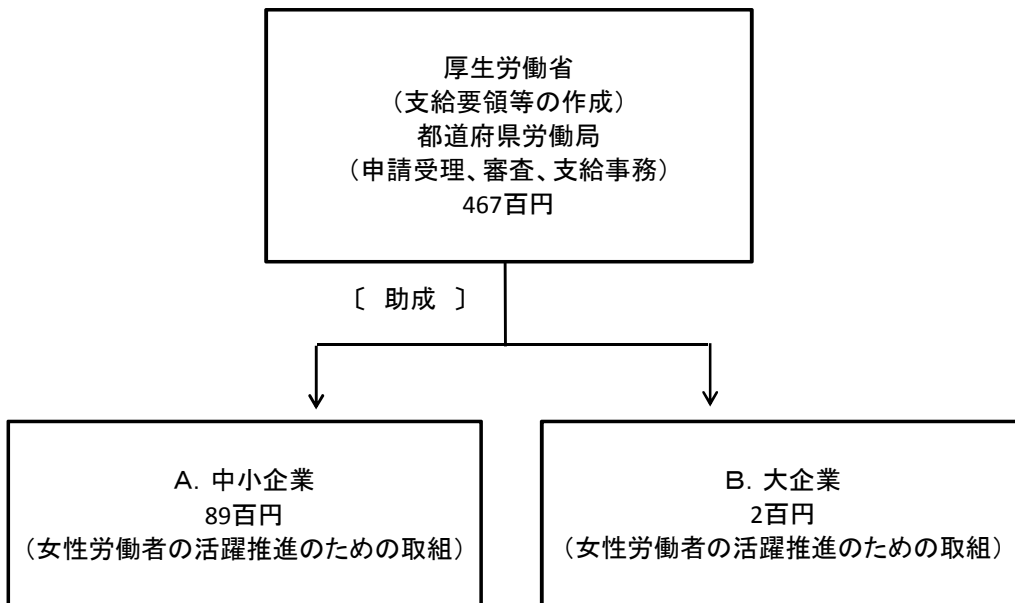 厚生労働省
（支給要領等の作成）
都道府県労働局
（申請受理、審査、支給事務）
467百円
〔　助成　〕
Ａ．中小企業
89百円
（女性労働者の活躍推進のための取組）
Ｂ．大企業
2百円
（女性労働者の活躍推進のための取組）